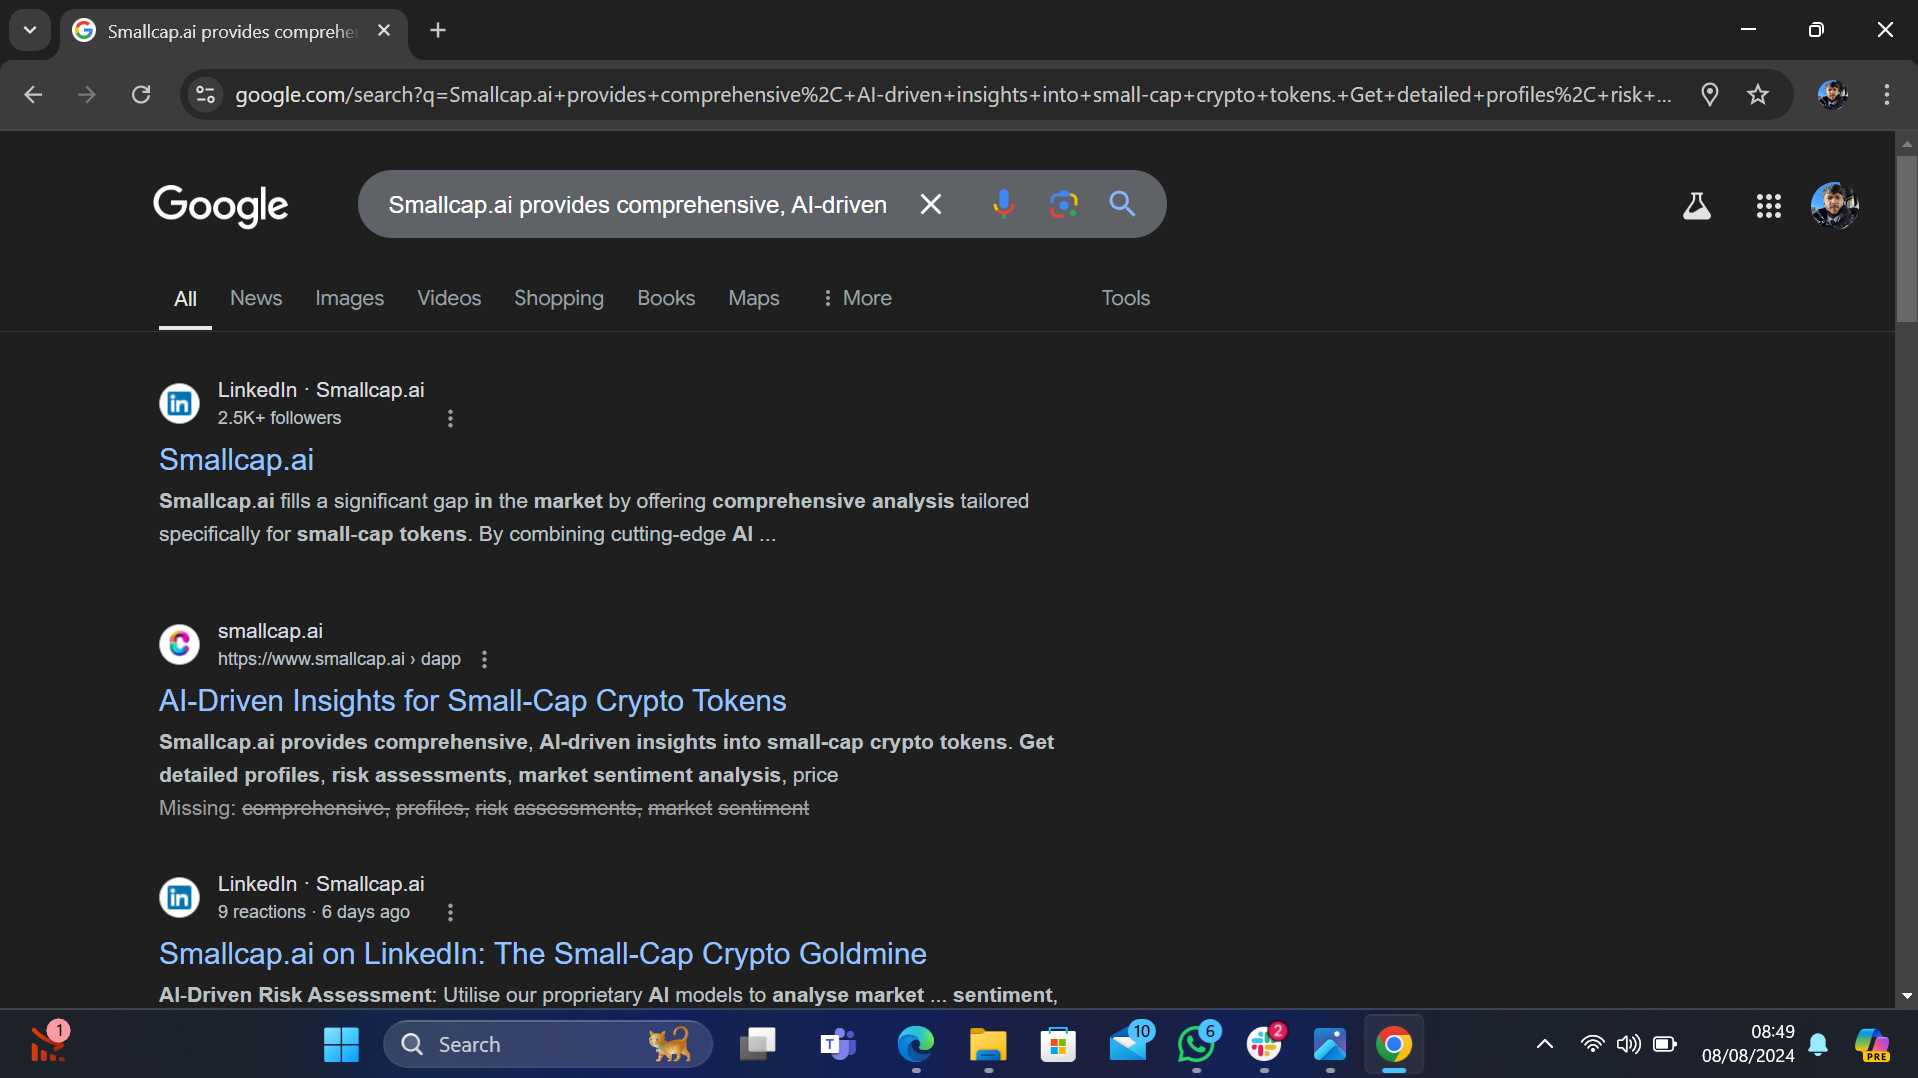 Smallcap.ai provides comprehen
google.com/search?q=Smallcap.ai+provides+comprehensive%2C+AI-driven+insights+into+small-cap+crypto+tokens.+Get+detailed+profiles%2C+risk+...
Google
Smallcap.ai provides comprehensive, AI-driven
All News Images Videos Shopping Books Maps More Tools
LinkedIn · Smallcap.ai
2.5K+ followers
Smallcap.ai
Smallcap.ai fills a significant gap in the market by offering comprehensive analysis tailored
specifically for small-cap tokens. By combining cutting-edge AI ...
smallcap.ai
https://www.smallcap.ai › dapp
AI-Driven Insights for Small-Cap Crypto Tokens
Smallcap.ai provides comprehensive, AI-driven insights into small-cap crypto tokens. Get
detailed profiles, risk assessments, market sentiment analysis, price
Missing: comprehensive, profiles, risk assessments, market sentiment
LinkedIn · Smallcap.ai
9 reactions · 6 days ago
Smallcap.ai on LinkedIn: The Small-Cap Crypto Goldmine
AI-Driven Risk Assessment: Utilise our proprietary AI models to analyse market ... sentiment,
1
Search
T
10
6
2
08:49
08/08/2024
PRE